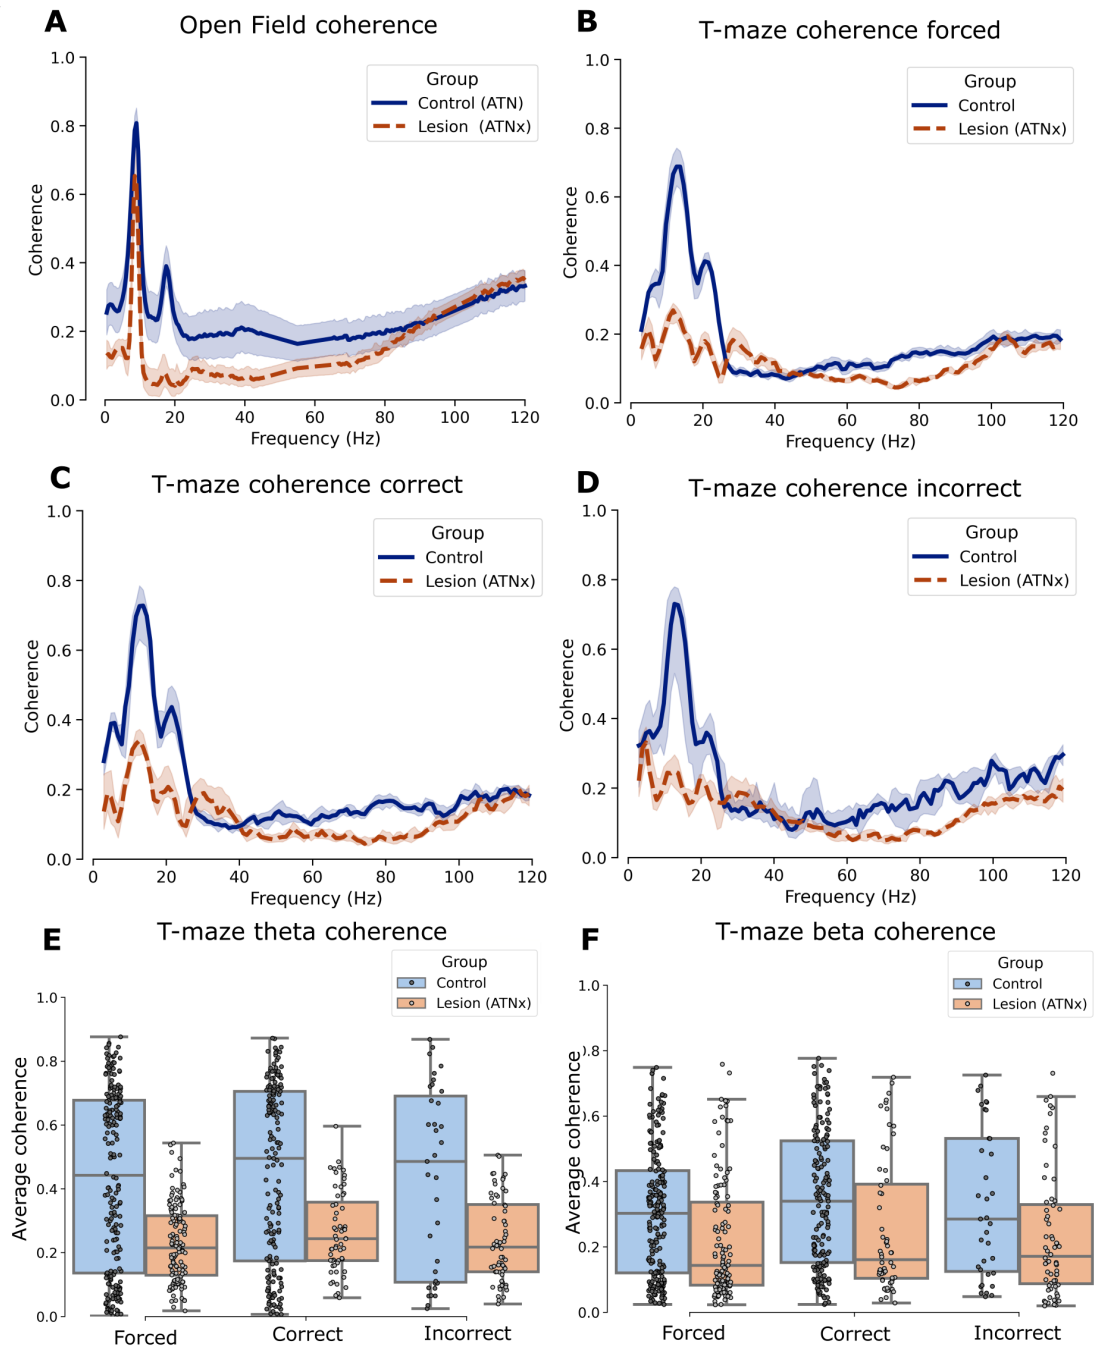 A
Open Field coherence
1.0
0.8
0.6
0.4
0.2
0.0
Coherence
Group
Control (ATN)
Lesion (ATNx)
0 20 40 60 80 100 120
Frequency (Hz)
B
T-maze coherence forced
1.0
0.8
0.6
0.4
0.2
0.0
Coherence
Group
Control
Lesion (ATNx)
0 20 40 60 80 100 120
Frequency (Hz)
C
T-maze coherence correct
1.0
0.8
0.6
0.4
0.2
0.0
Coherence
Group
Control
Lesion (ATNx)
0 20 40 60 80 100 120
Frequency (Hz)
D
T-maze coherence incorrect
1.0
0.8
0.6
0.4
0.2
0.0
Coherence
Group
Control
Lesion (ATNx)
0 20 40 60 80 100 120
Frequency (Hz)
E
T-maze theta coherence
Group
Control
Lesion (ATNx)
1.0
0.8
0.6
0.4
0.2
0.0
Average coherence
Forced Correct Incorrect
F
T-maze beta coherence
Group
Control
Lesion (ATNx)
1.0
0.8
0.6
0.4
0.2
0.0
Average coherence
Forced Correct Incorrect